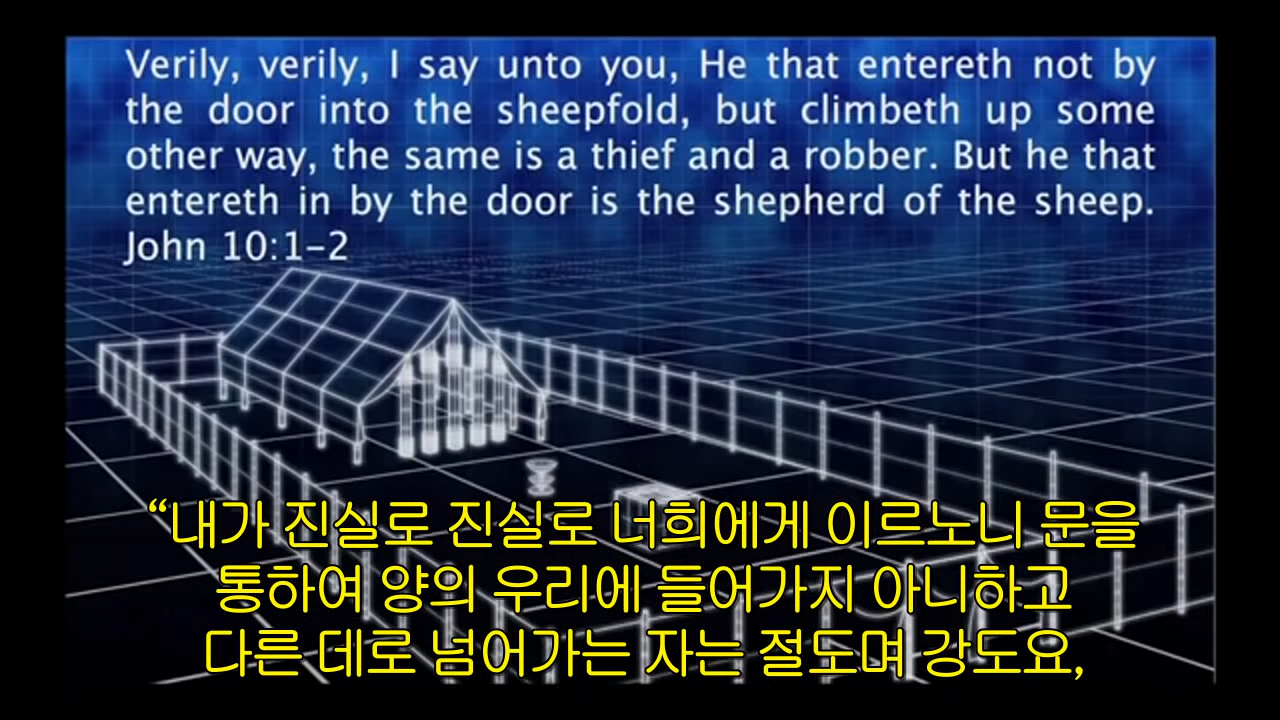 Verily, verily, I say unto you, He that entereth not by
the door into the sheepfold, but climbeth up some
other way, the same is a thief and a robber. But he that
entereth in by the door is the shepherd of the sheep.
John 10:1–2
“내가 진실로 진실로 너희에게 이르노니 문을
통하여 양의 우리에 들어가지 아니하고
다른 데로 넘어가는 자는 절도며 강도요,